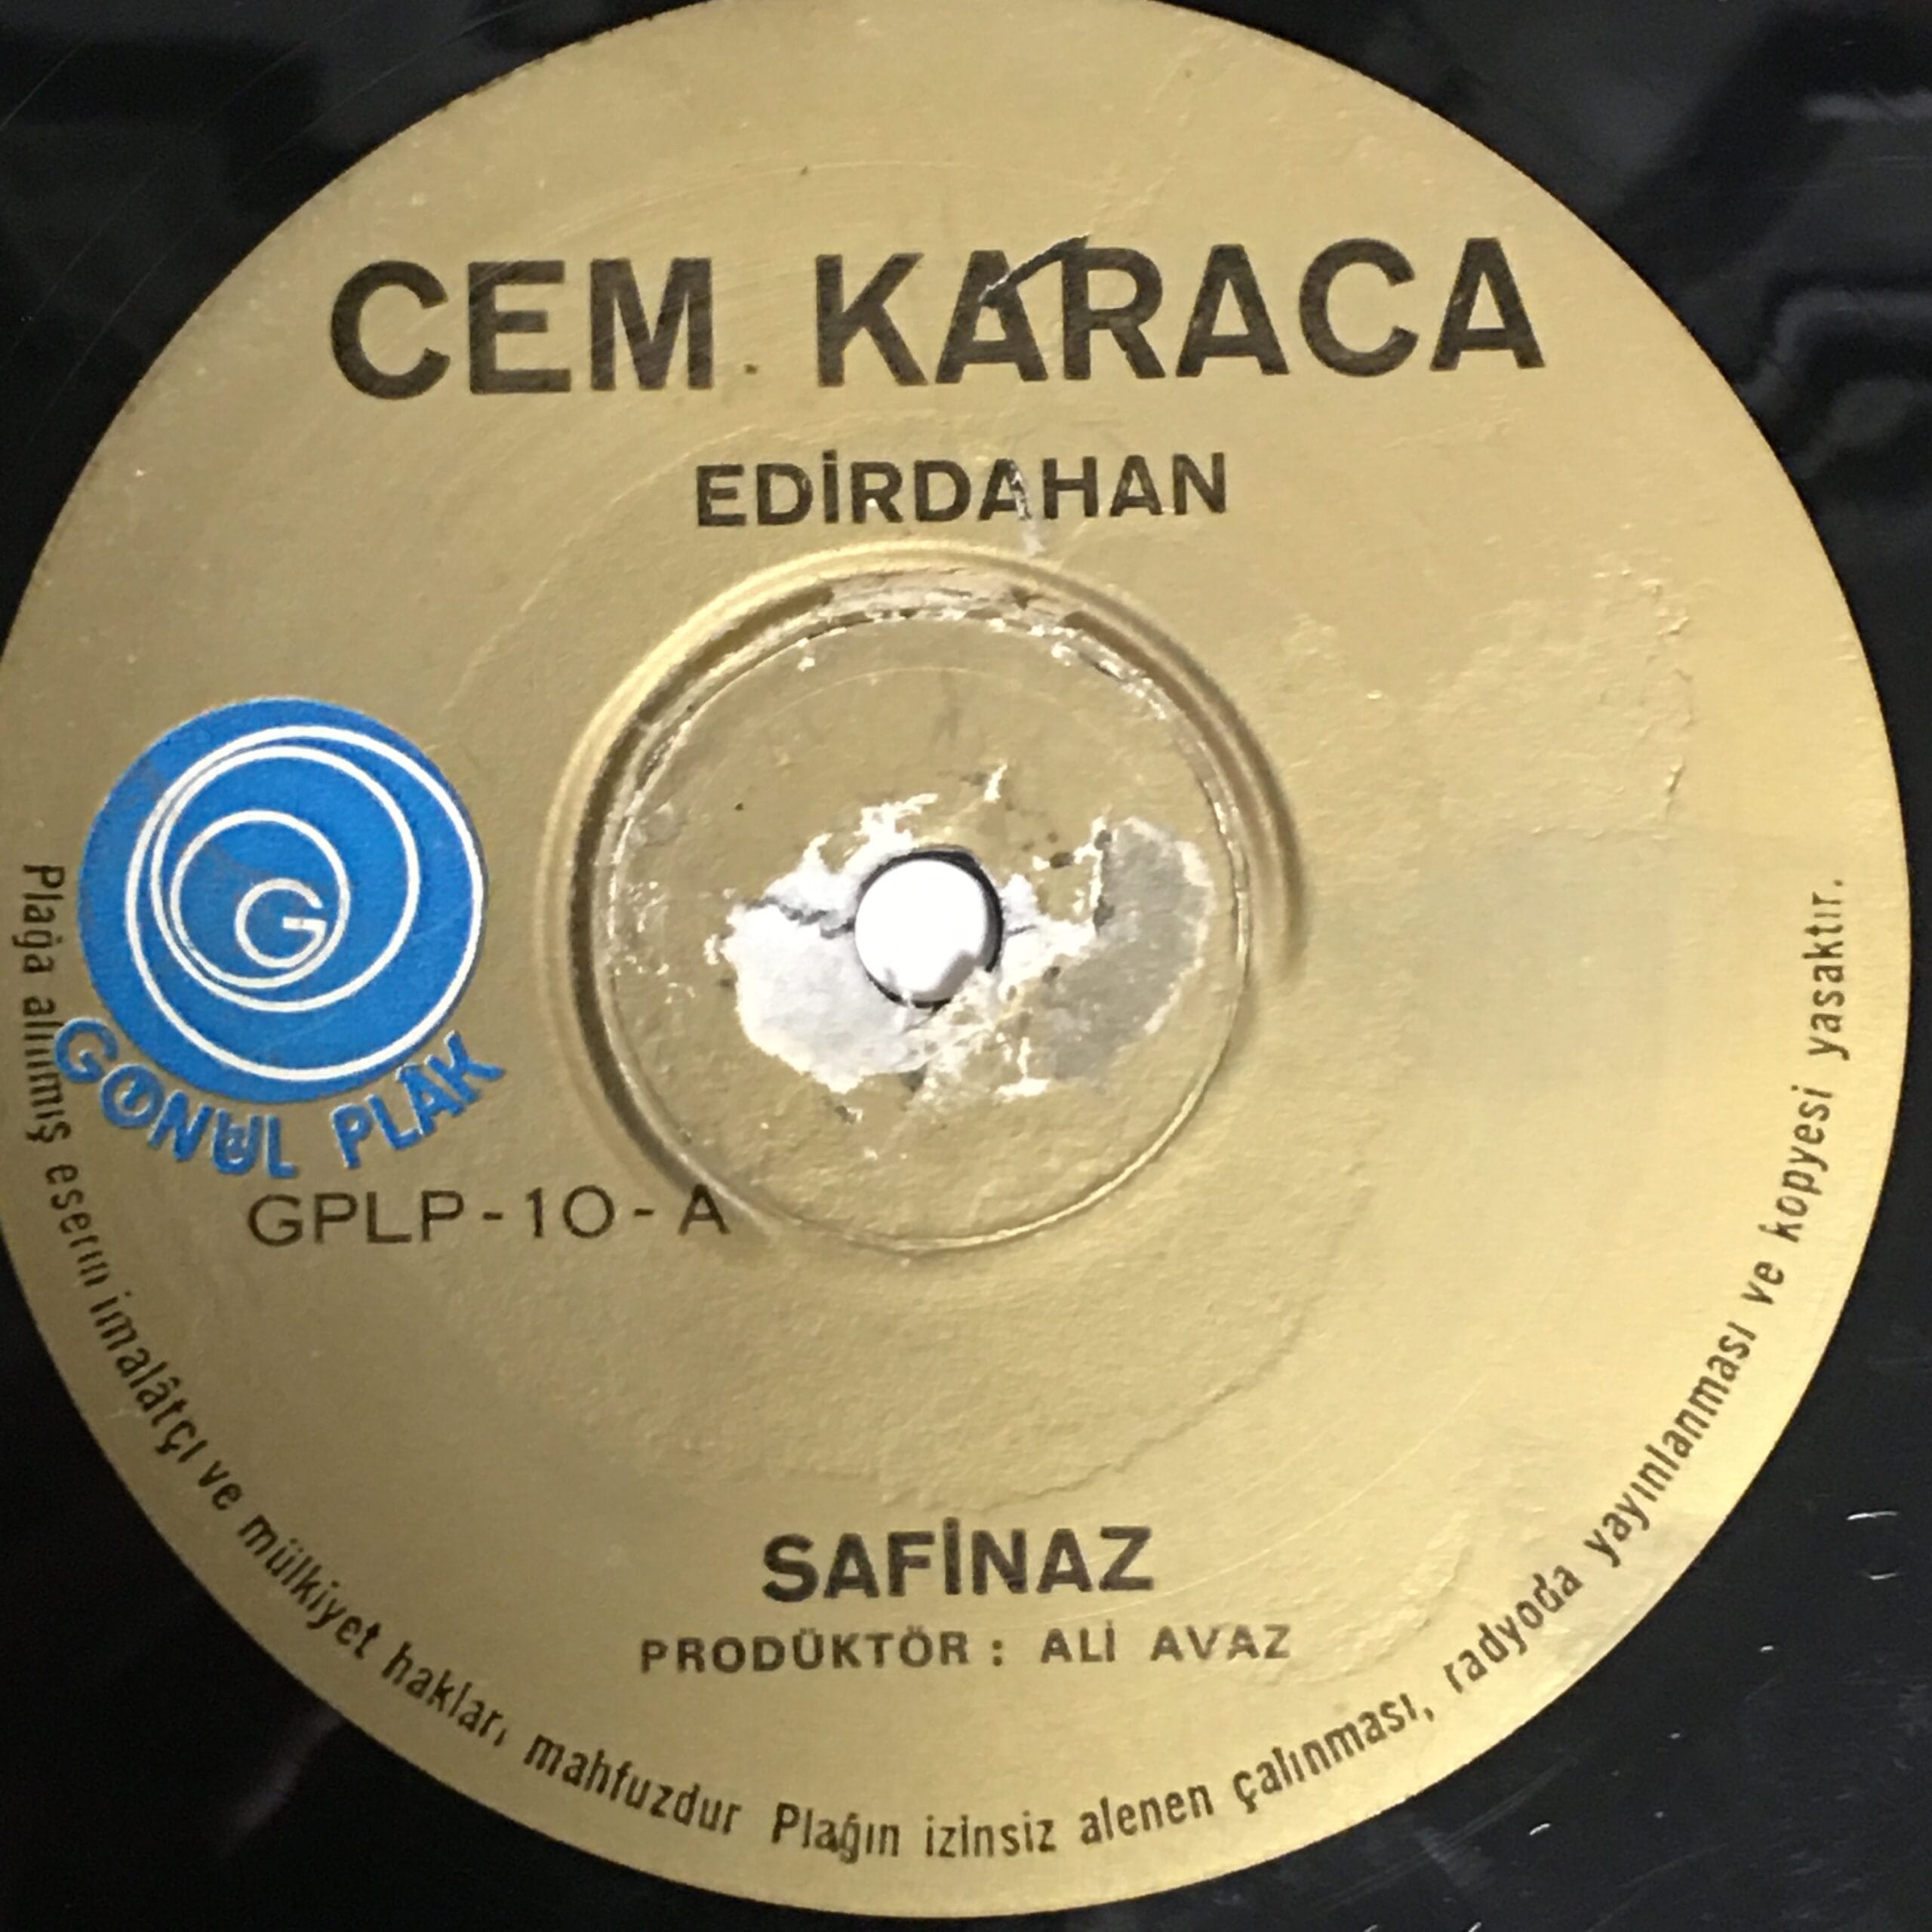 CEM KARACA
EDİRDAHAN
G
GÖNÜL PLÂK
GPLP-10-A
SAFİNAZ
PRODÜKTÖR : ALİ AVAZ
Plağa alınmış eserin imalâtçı ve mülkiyet hakları mahfuzdur Plağın izinsiz alenen çalınması, radyoda yayınlanması ve kopyesi yasaktır.